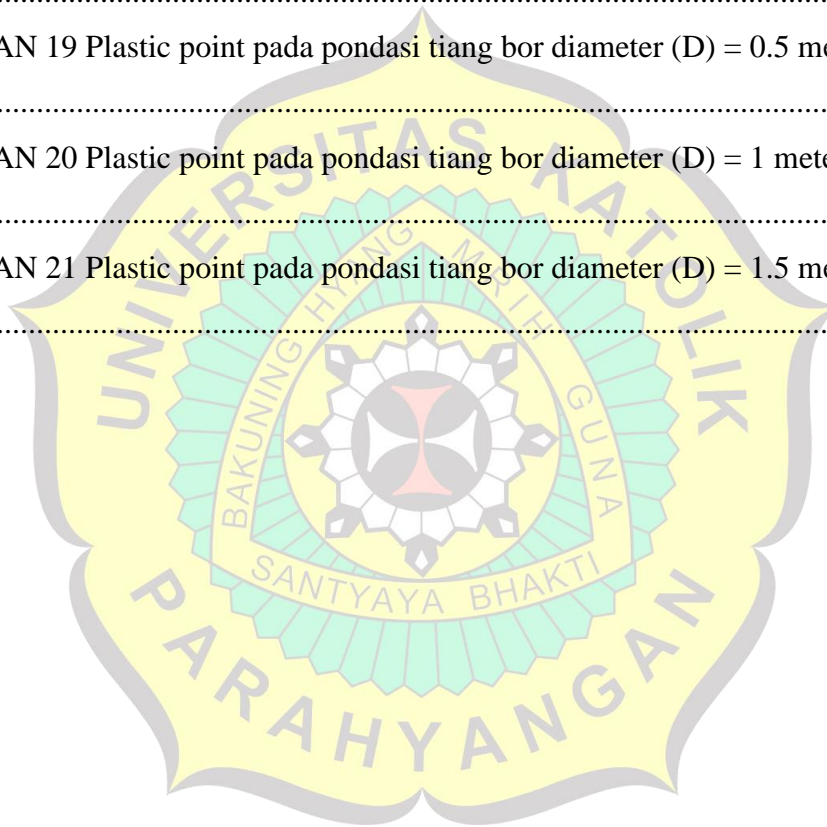 ........................................................................................................
AN 19 Plastic point pada pondasi tiang bor diameter (D) = 0.5 me
........................................................................................................
AN 20 Plastic point pada pondasi tiang bor diameter (D) = 1 mete
........................................................................................................
AN 21 Plastic point pada pondasi tiang bor diameter (D) = 1.5 me
........................................................................................................
UNIVERSITAS KATOLIK
BAKUNING HYANG MRIH GUNA
SANTYAYA BHAKTI
PARAHYANGAN